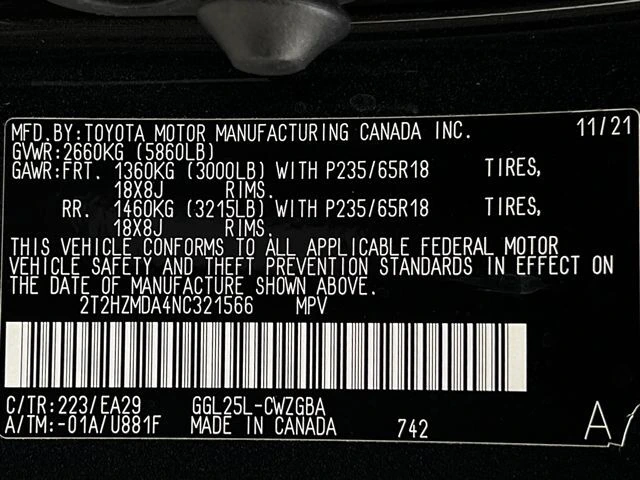 MFD.BY:TOYOTA MOTOR MANUFACTURING CANADA INC. 11/21
GVWR:2660KG (5860LB)
GAWR:FRT. 1360KG (3000LB) WITH P235/65R18 TIRES,
18X8J RIMS.
RR. 1460KG (3215LB) WITH P235/65R18 TIRES,
18X8J RIMS.
THIS VEHICLE CONFORMS TO ALL APPLICABLE FEDERAL MOTOR
VEHICLE SAFETY AND THEFT PREVENTION STANDARDS IN EFFECT ON
THE DATE OF MANUFACTURE SHOWN ABOVE.
2T2HZMDA4NC321566 MPV
C/TR:223/EA29 GGL25L-CWZGBA
A/TM:-01A/U881F MADE IN CANADA 742 A